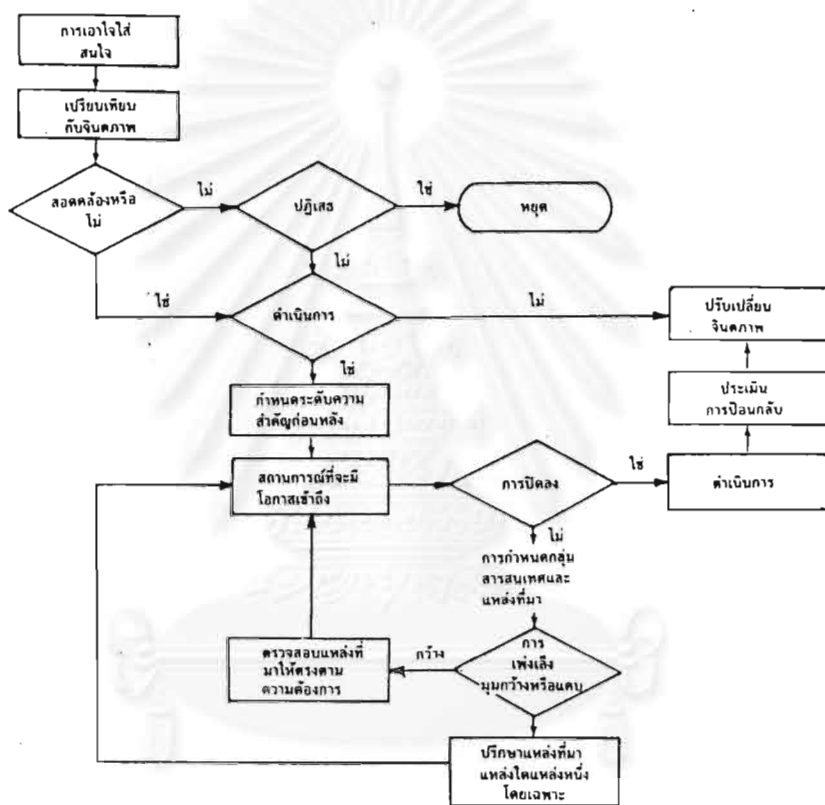 การเอาใจใส่
สนใจ
เปรียบเทียบ
กับจินตภาพ
สอดคล้องหรือ
ไม่
ไม่
ปฏิเสธ
ใช่
หยุด
ไม่
ใช่
ดำเนินการ
ไม่
ปรับเปลี่ยน
จินตภาพ
ใช่
กำหนดระดับความ
สำคัญก่อนหลัง
ประเมิน
การป้อนกลับ
สถานการณ์ที่จะมี
โอกาสเข้าถึง
การปิดลง
ใช่
ดำเนินการ
ไม่
การกำหนดกลุ่ม
สารสนเทศและ
แหล่งที่มา
ตรวจสอบแหล่งที่
มาให้ตรงตาม
ความต้องการ
กว้าง
การ
เพ่งเล็ง
มุมกว้างหรือแคบ
ปรึกษาแหล่งที่มา
แหล่งใดแหล่งหนึ่ง
โดยเฉพาะ